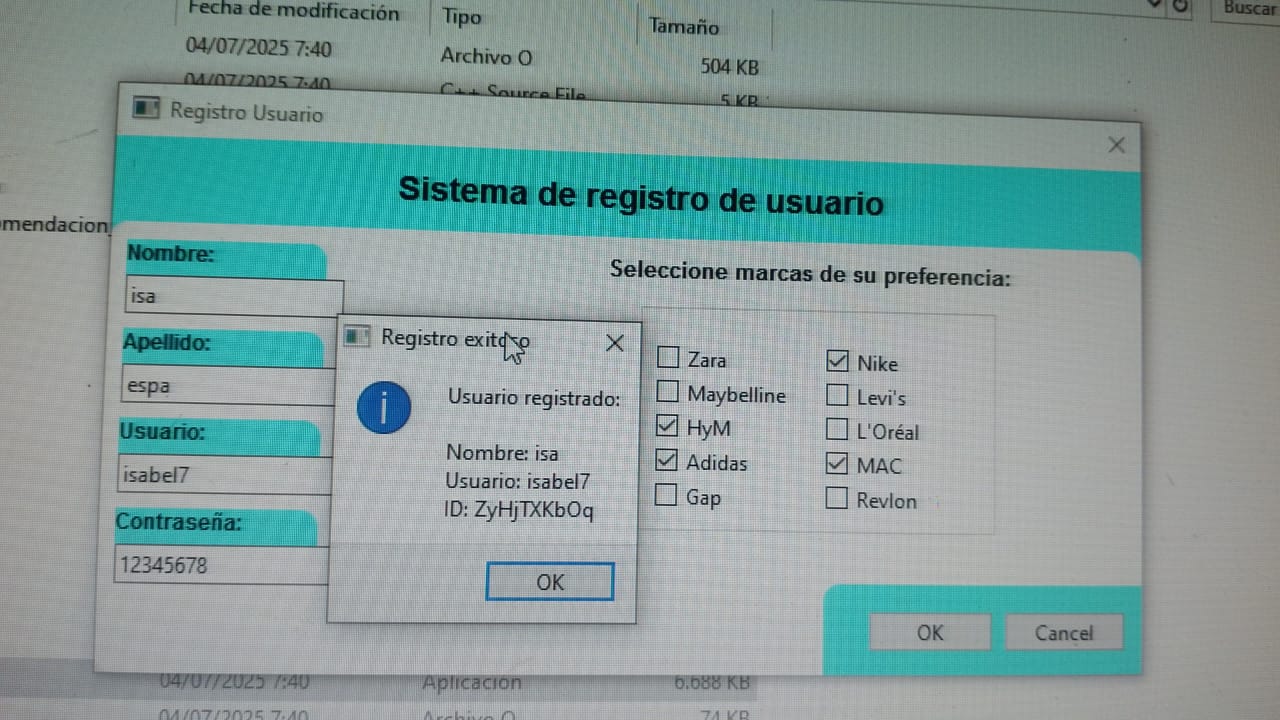 Fecha de modificación Tipo Tamaño Buscar
04/07/2025 7:40 Archivo O 504 KB
04/07/2025 7:40 C++ Source File 5 KB
Registro Usuario
Sistema de registro de usuario
omendacion
Nombre:
isa
Apellido:
espa
Usuario:
isabel7
Contraseña:
12345678
Registro exitoso
Usuario registrado:
Nombre: isa
Usuario: isabel7
ID: ZyHjTXKbOq
OK
Seleccione marcas de su preferencia:
Zara Nike
Maybelline Levi's
HyM L'Oréal
Adidas MAC
Gap Revlon
OK Cancel
04/07/2025 7:40 Aplicación 6.688 KB
04/07/2025 7:40 Archivo O 74 KB